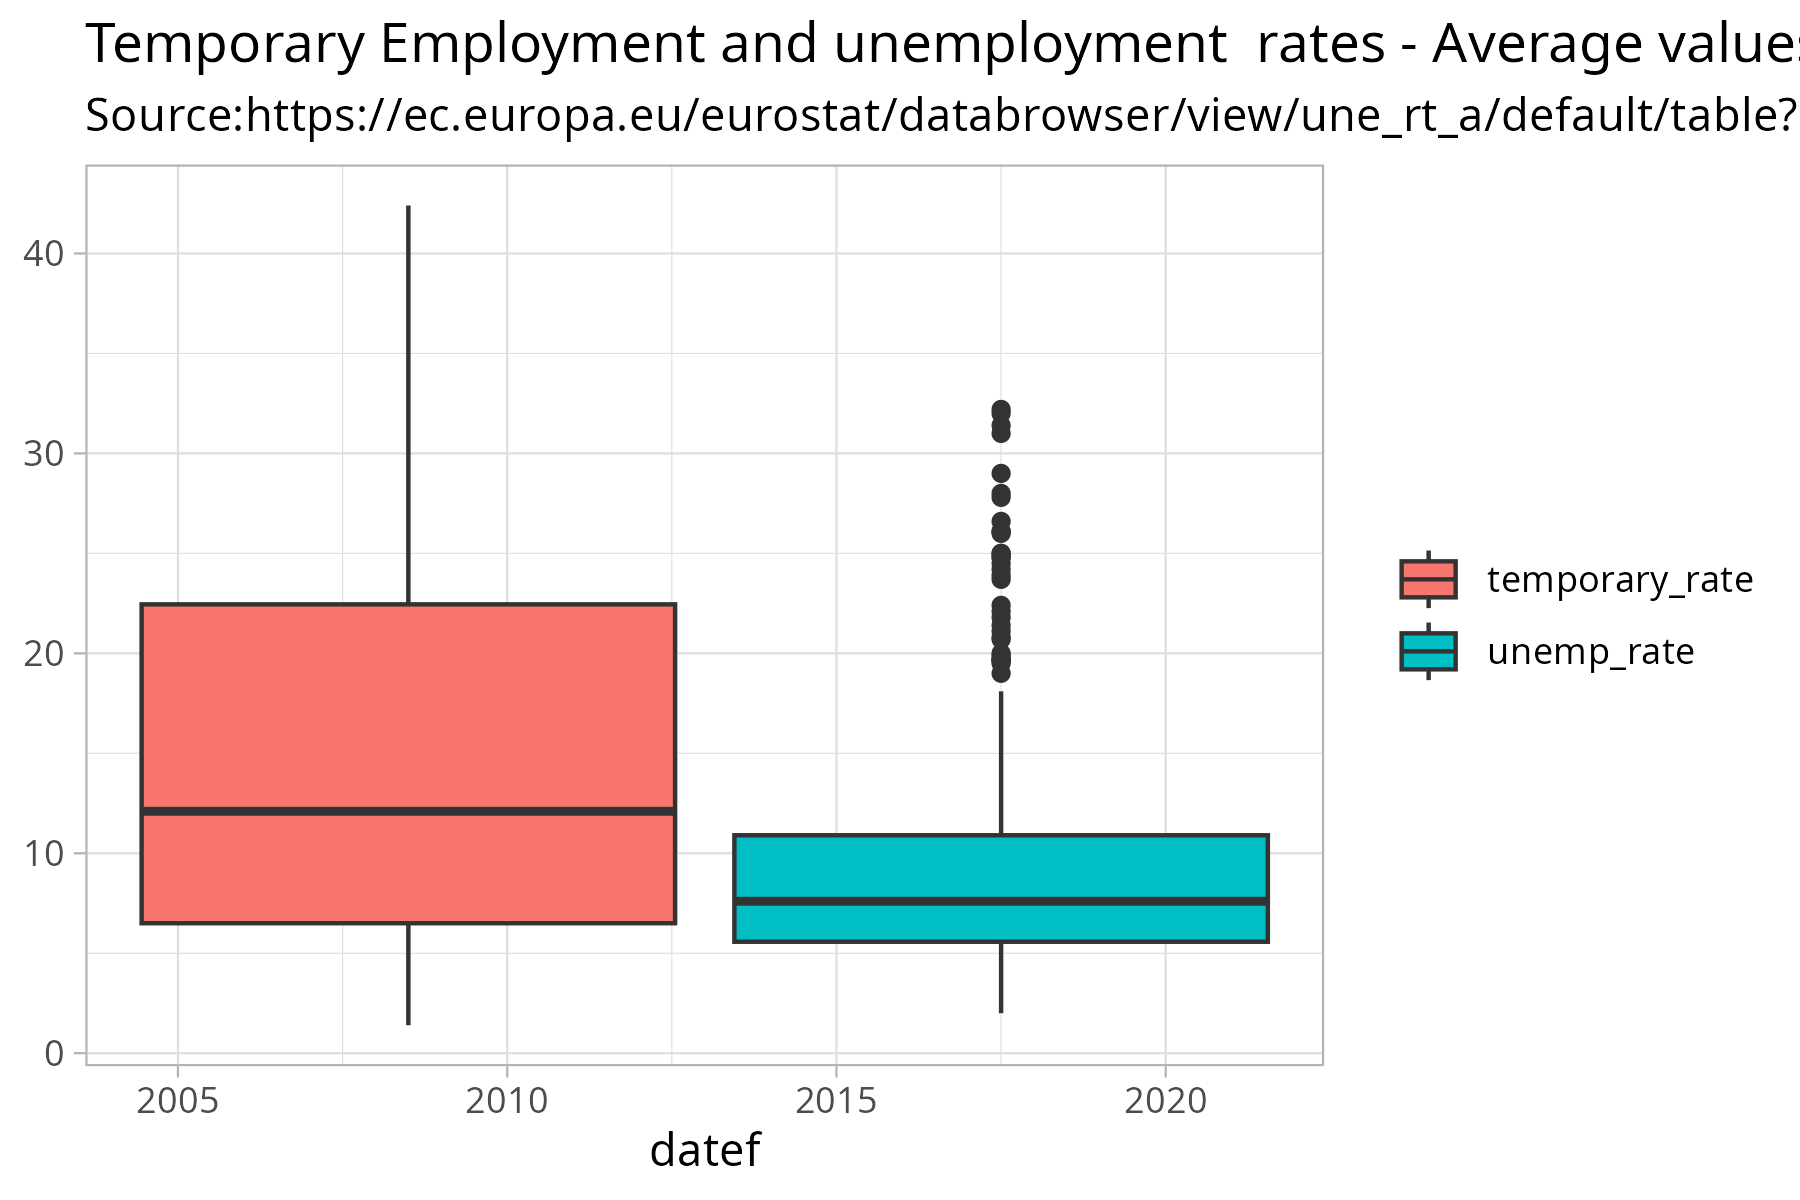 Temporary Employment and unemployment  rates - Average values
Source:https://ec.europa.eu/eurostat/databrowser/view/une_rt_a/default/table?
40
30
20
10
0
2005 2010 2015 2020
datef
temporary_rate
unemp_rate